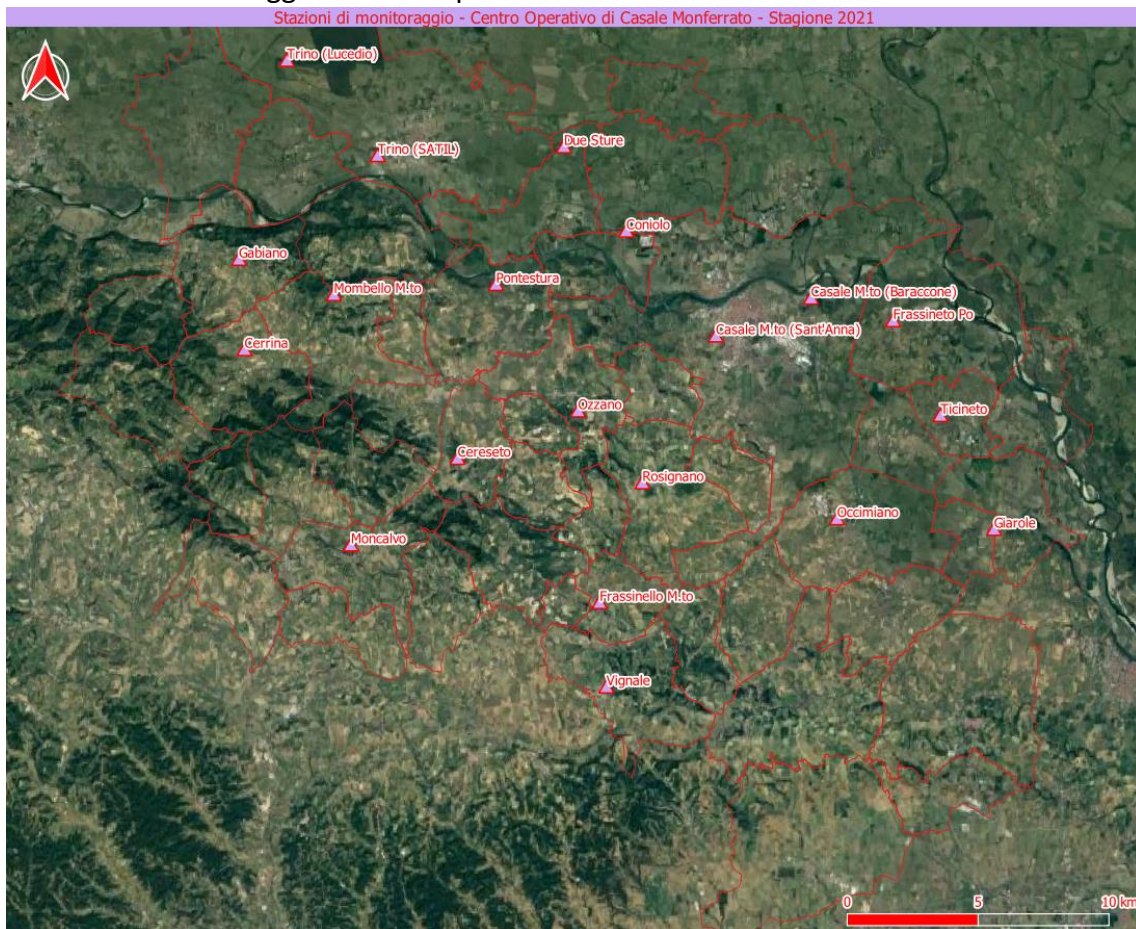 Stazioni di monitoraggio - Centro Operativo di Casale Monferrato - Stagione 2021
Trino (Lucedio)
Due Sture
Trino (SATIL)
Coniolo
Gabiano
Pontestura
Mombello M.to
Casale M.to (Baraccone)
Frassineto Po
Casale M.to (Sant'Anna)
Cerrina
Ozzano
Ticineto
Cereseto
Rosignano
Occimiano
Giarole
Moncalvo
Frassinello M.to
Vignale
0 5 10 km